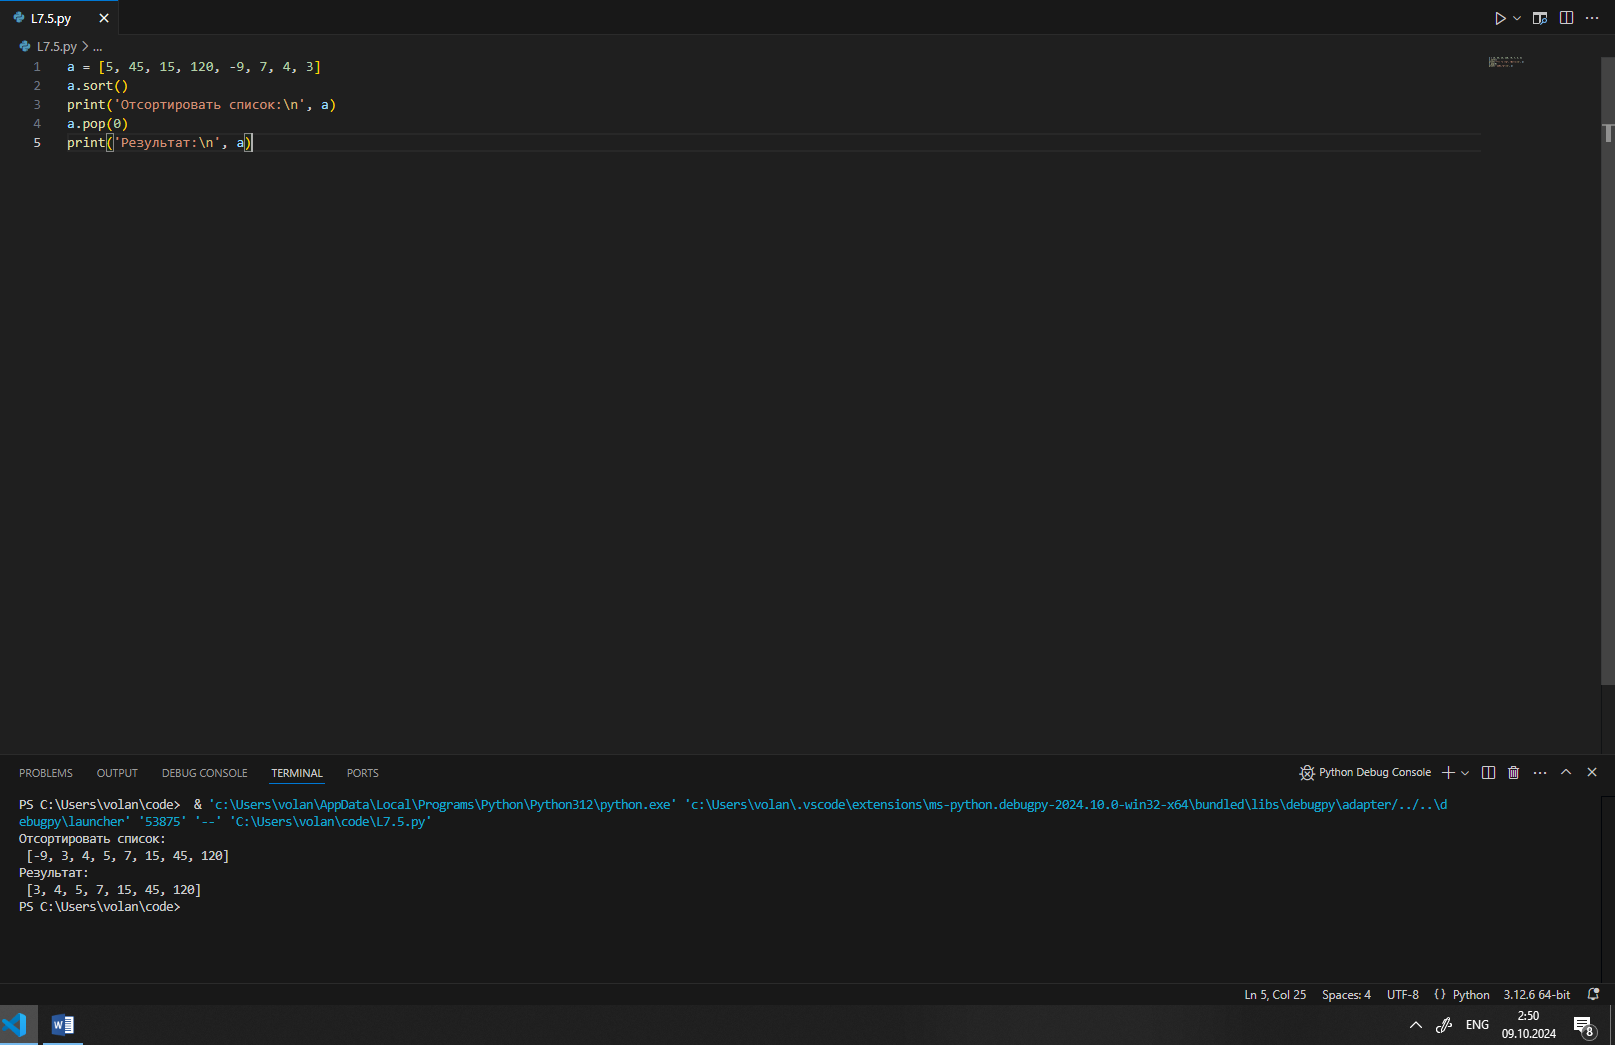 L7.5.py
L7.5.py > ...
1 a = [5, 45, 15, 120, -9, 7, 4, 3]
2 a.sort()
3 print('Отсортировать список:\n', a)
4 a.pop(0)
5 print('Результат:\n', a)
PROBLEMS OUTPUT DEBUG CONSOLE TERMINAL PORTS Python Debug Console
PS C:\Users\volan\code>  & 'c:\Users\volan\AppData\Local\Programs\Python\Python312\python.exe' 'c:\Users\volan\.vscode\extensions\ms-python.debugpy-2024.10.0-win32-x64\bundled\libs\debugpy\adapter/../..\d
ebugpy\launcher' '53875' '--' 'C:\Users\volan\code\L7.5.py'
Отсортировать список:
 [-9, 3, 4, 5, 7, 15, 45, 120]
Результат:
 [3, 4, 5, 7, 15, 45, 120]
PS C:\Users\volan\code>
Ln 5, Col 25 Spaces: 4 UTF-8 {} Python 3.12.6 64-bit
W
ENG
2:50
09.10.2024
8